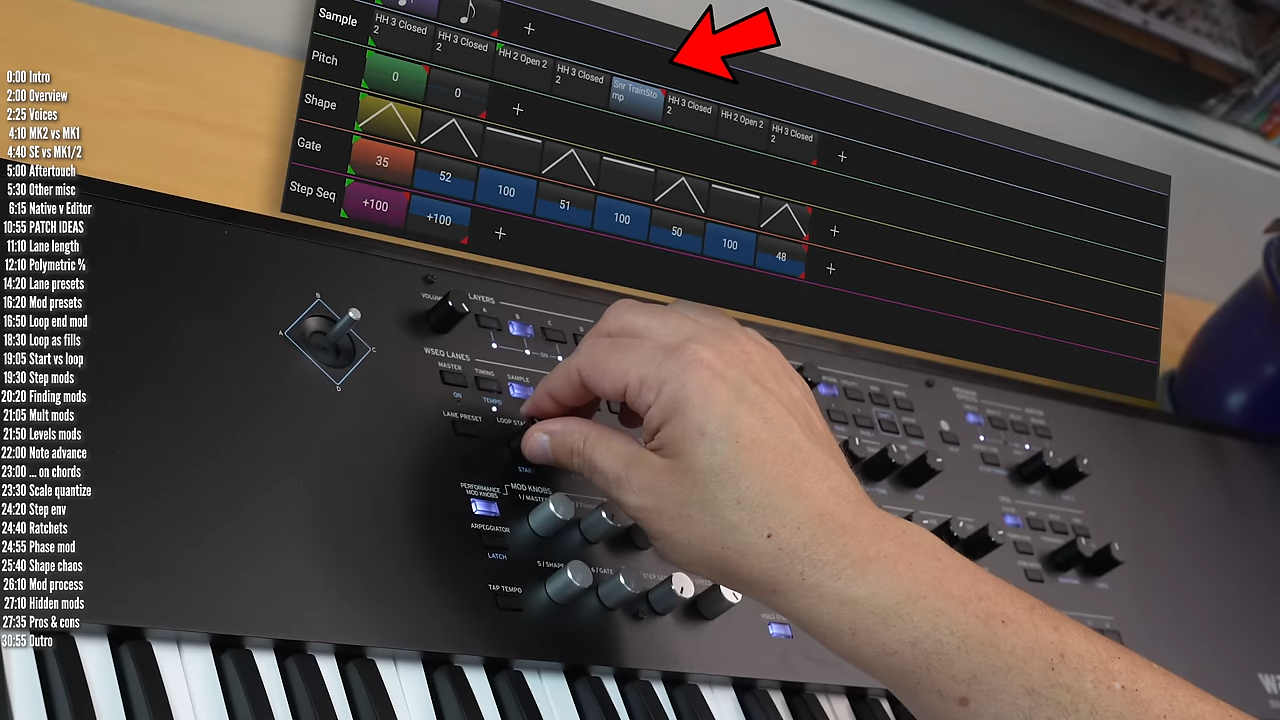 0:00 Intro
2:00 Overview
2:25 Voices
4:10 MK2 vs MK1
4:40 SE vs MK1/2
5:00 Aftertouch
5:30 Other misc
6:15 Native v Editor
10:55 PATCH IDEAS
11:10 Lane length
12:10 Polymetric %
14:20 Lane presets
16:20 Mod presets
16:50 Loop end mod
18:30 Loop as fills
19:05 Start vs loop
19:30 Step mods
20:20 Finding mods
21:05 Mult mods
21:50 Levels mods
22:00 Note advance
23:00 ... on chords
23:30 Scale quantize
24:20 Step env
24:40 Ratchets
24:55 Phase mod
25:40 Shape chaos
26:10 Mod process
27:10 Hidden mods
27:35 Pros & cons
30:55 Outro
Sample
HH 3 Closed 2
HH 3 Closed 2
HH 2 Open 2 2
HH 3 Closed 2
Snr TrainSto mp
HH 3 Closed 2
HH 2 Open 2
HH 3 Closed
+
+
Pitch
0
0
+
Shape
+
Gate
35
52
100
51
100
50
100
48
+
Step Seq
+100
+100
+
A
B
C
D
LAYERS
A
B
C
ON
WSEQ LANES
MASTER
TIMING
SAMPLE
ON
TEMPO
LANE PRESET
PERFORMANCE
MOD KNOBS
MOD KNOBS
ARPEGGIATOR
LATCH
5 / SHAPE
6 / GATE
STEP SEQ
TAP TEMPO